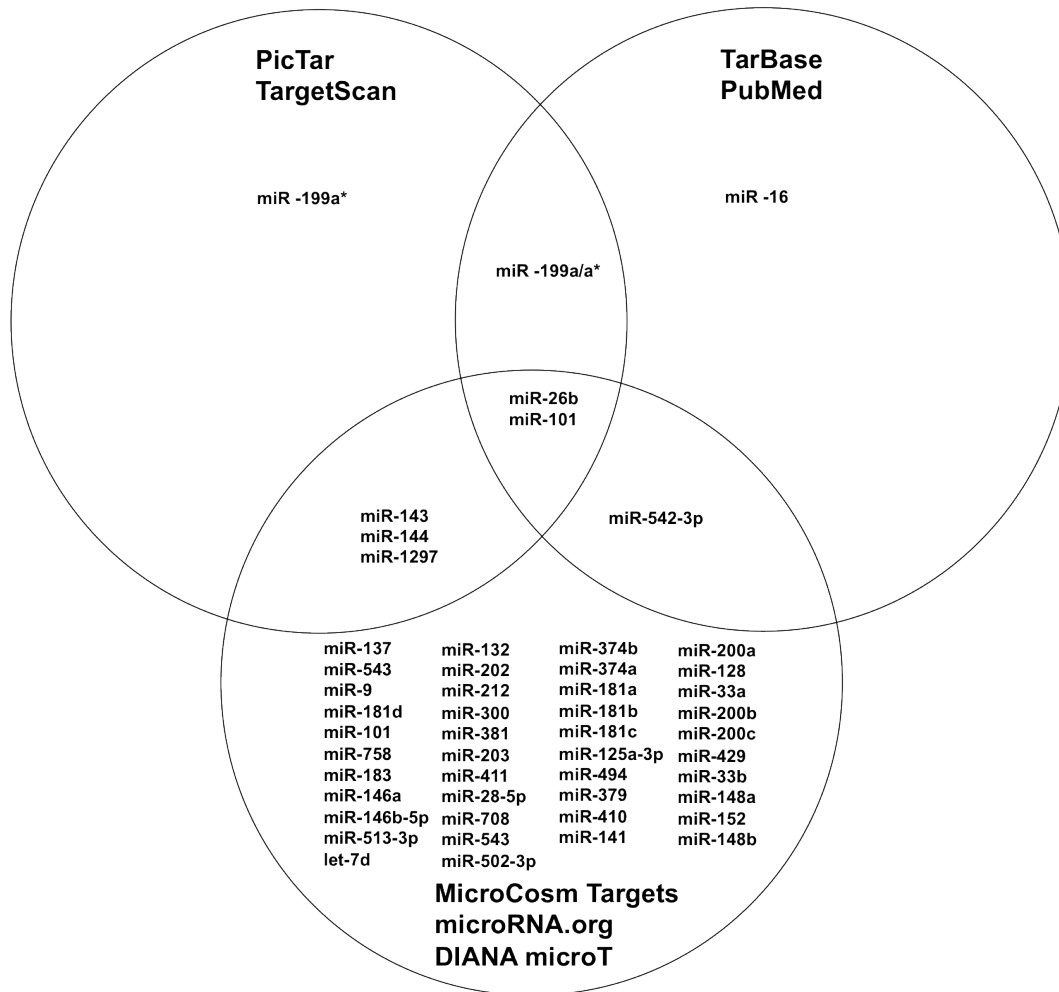 PicTar
TargetScan
TarBase
PubMed
miR -199a*
miR -16
miR -199a/a*
miR-26b
miR-101
miR-143
miR-144
miR-1297
miR-542-3p
miR-137
miR-543
miR-9
miR-181d
miR-101
miR-758
miR-183
miR-146a
miR-146b-5p
miR-513-3p
let-7d
miR-132
miR-202
miR-212
miR-300
miR-381
miR-203
miR-411
miR-28-5p
miR-708
miR-543
miR-502-3p
miR-374b
miR-374a
miR-181a
miR-181b
miR-181c
miR-125a-3p
miR-494
miR-379
miR-410
miR-141
miR-200a
miR-128
miR-33a
miR-200b
miR-200c
miR-429
miR-33b
miR-148a
miR-152
miR-148b
MicroCosm Targets
microRNA.org
DIANA microT